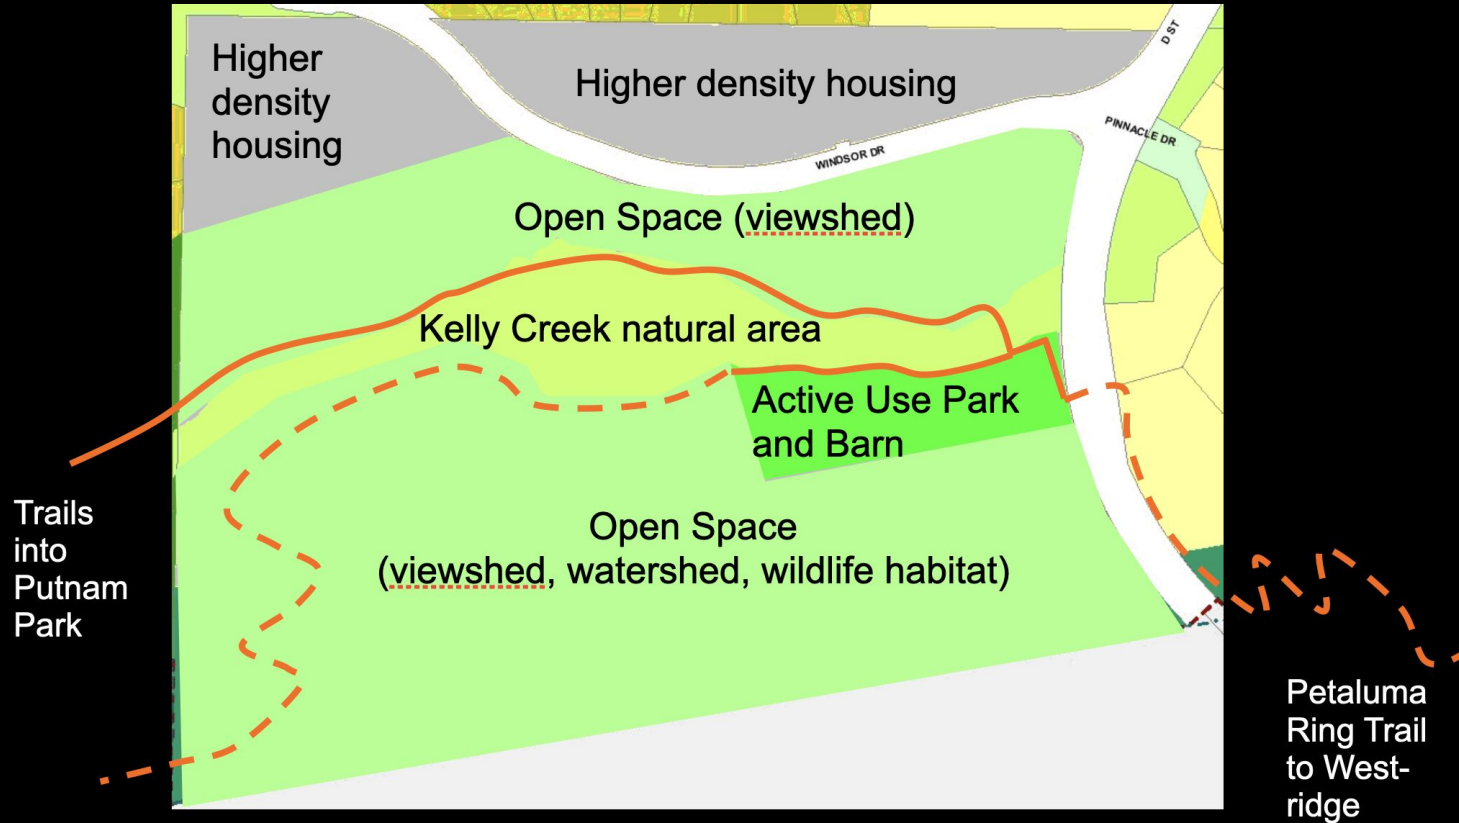 Higher
density
housing
Higher density housing
D ST
PINNACLE DR
WINDSOR DR
Open Space (viewshed)
Kelly Creek natural area
Active Use Park
and Barn
Trails
into
Putnam
Park
Open Space
(viewshed, watershed, wildlife habitat)
Petaluma
Ring Trail
to West-
ridge